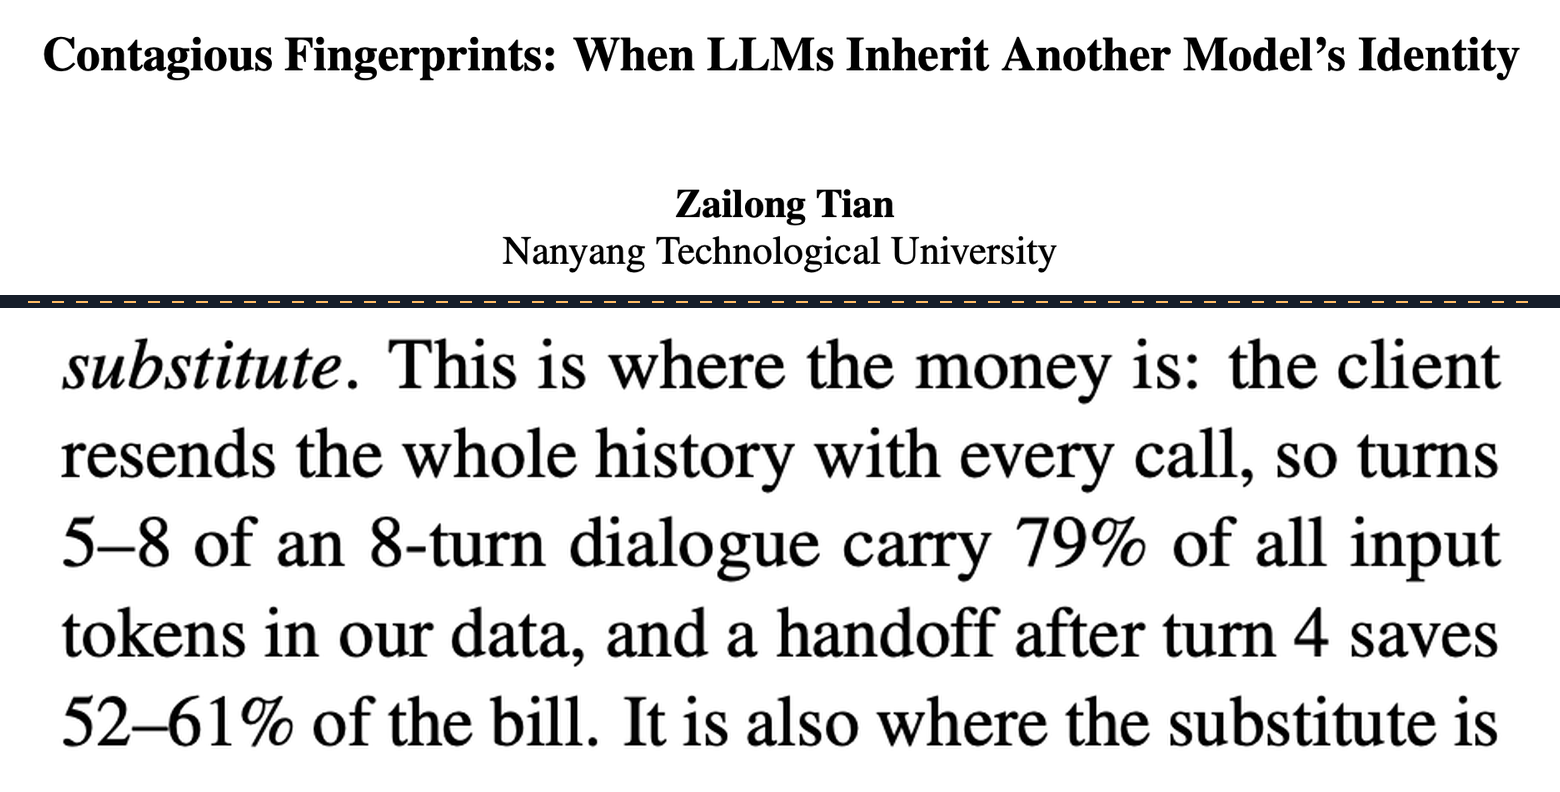 Contagious Fingerprints: When LLMs Inherit Another Model’s Identity
Zailong Tian
Nanyang Technological University
substitute. This is where the money is: the client
resends the whole history with every call, so turns
5–8 of an 8-turn dialogue carry 79% of all input
tokens in our data, and a handoff after turn 4 saves
52–61% of the bill. It is also where the substitute is